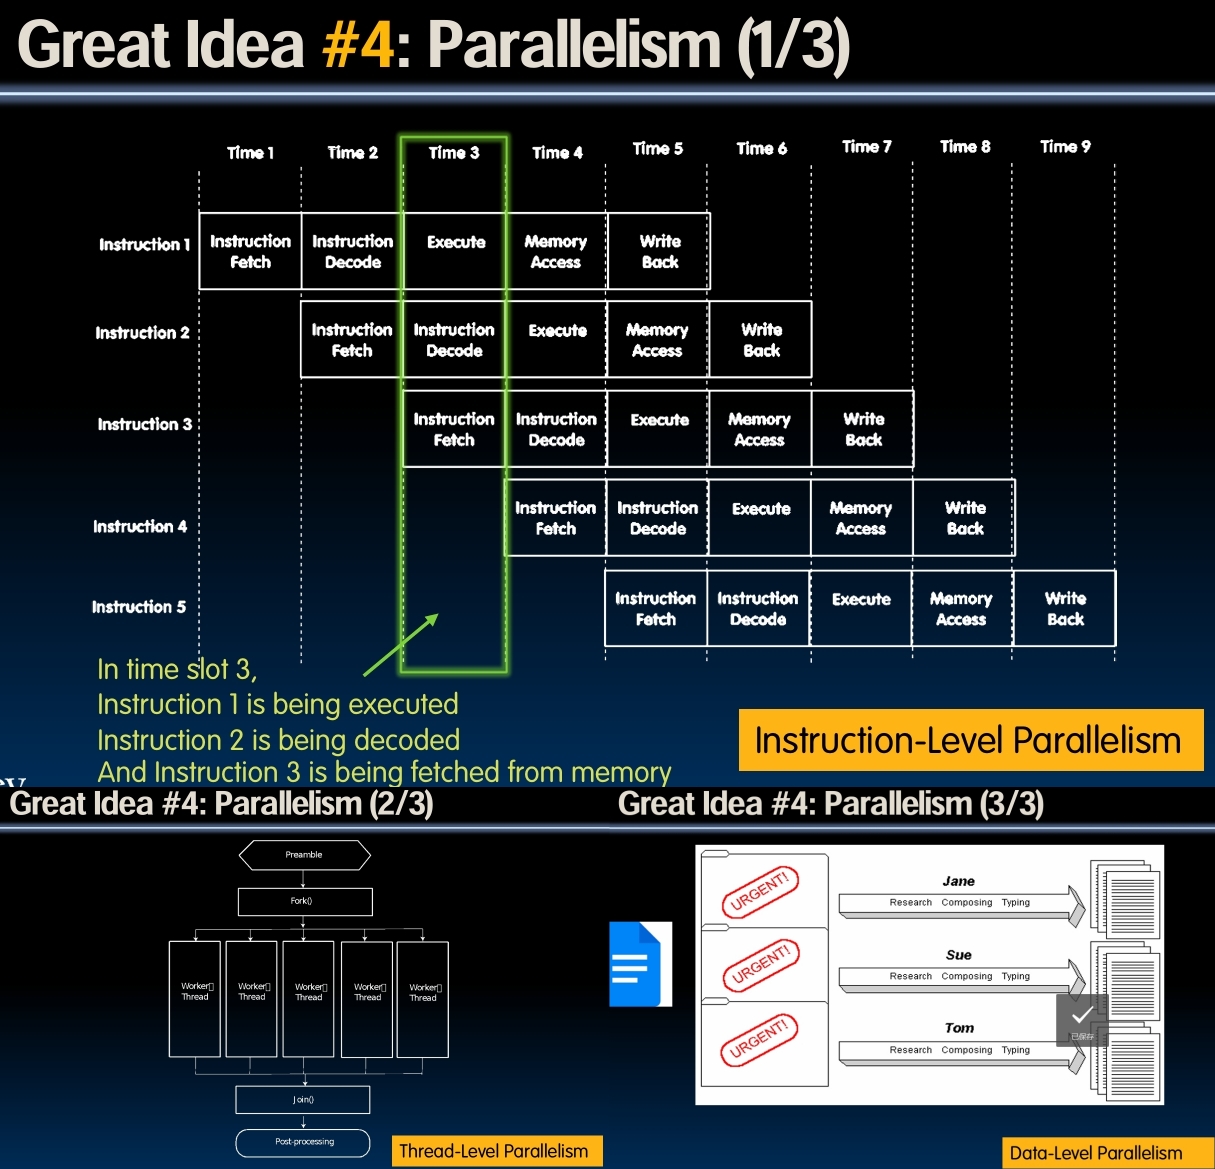 Great Idea #4: Parallelism (1/3)
Time 1 Time 2 Time 3 Time 4 Time 5 Time 6 Time 7 Time 8 Time 9
Instruction 1
Instruction
Fetch
Instruction
Decode
Execute
Memory
Access
Write
Back
Instruction 2
Instruction
Fetch
Instruction
Decode
Execute
Memory
Access
Write
Back
Instruction 3
Instruction
Fetch
Instruction
Decode
Execute
Memory
Access
Write
Back
Instruction 4
Instruction
Fetch
Instruction
Decode
Execute
Memory
Access
Write
Back
Instruction 5
Instruction
Fetch
Instruction
Decode
Execute
Memory
Access
Write
Back
In time slot 3,
Instruction 1 is being executed
Instruction 2 is being decoded
And Instruction 3 is being fetched from memory
Instruction-Level Parallelism
Great Idea #4: Parallelism (2/3)
Preamble
Fork()
Worker
Thread
Worker
Thread
Worker
Thread
Worker
Thread
Worker
Thread
Join()
Post-processing
Thread-Level Parallelism
Great Idea #4: Parallelism (3/3)
URGENT!
Jane
Research Composing Typing
URGENT!
Sue
Research Composing Typing
URGENT!
Tom
Research Composing Typing
已保存
Data-Level Parallelism